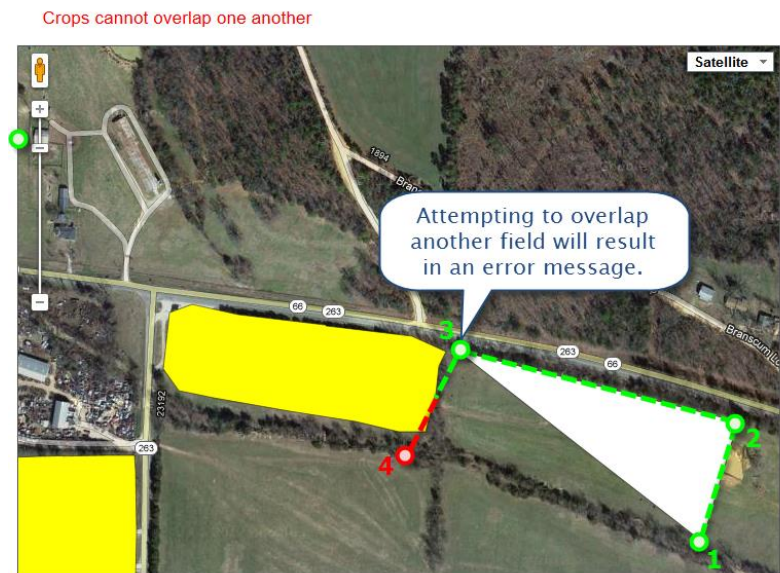 Crops cannot overlap one another
Satellite
1894
Attempting to overlap
another field will result
in an error message.
66
263
3
263
66
23192
263
4
2
1